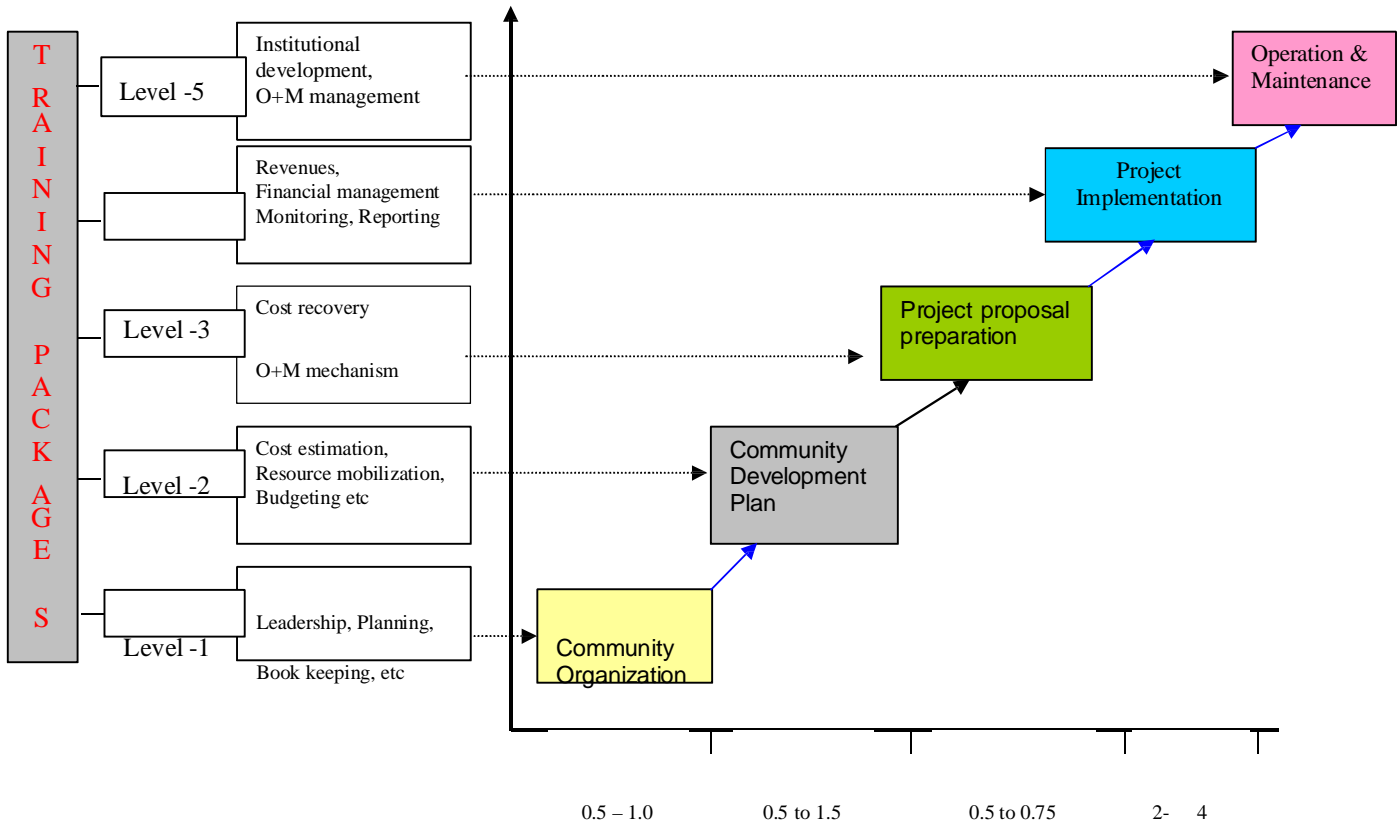 TRAINING PACKAGES
Level -5
Institutional
development,
O+M management
Operation &
Maintenance
Revenues,
Financial management
Monitoring, Reporting
Project
Implementation
Level -3
Cost recovery
O+M mechanism
Project proposal
preparation
Level -2
Cost estimation,
Resource mobilization,
Budgeting etc
Community
Development
Plan
Level -1
Leadership, Planning,
Book keeping, etc
Community
Organization
0.5 – 1.0
0.5 to 1.5
0.5 to 0.75
2- 4